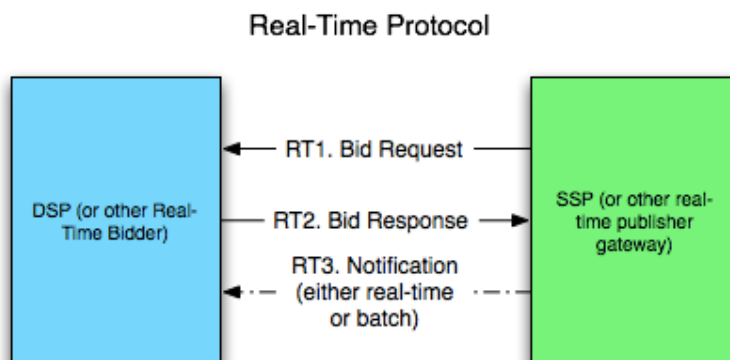 Real-Time Protocol
RT1. Bid Request
DSP (or other Real-
Time Bidder)
RT2. Bid Response
SSP (or other real-
time publisher
gateway)
RT3. Notification
(either real-time
or batch)